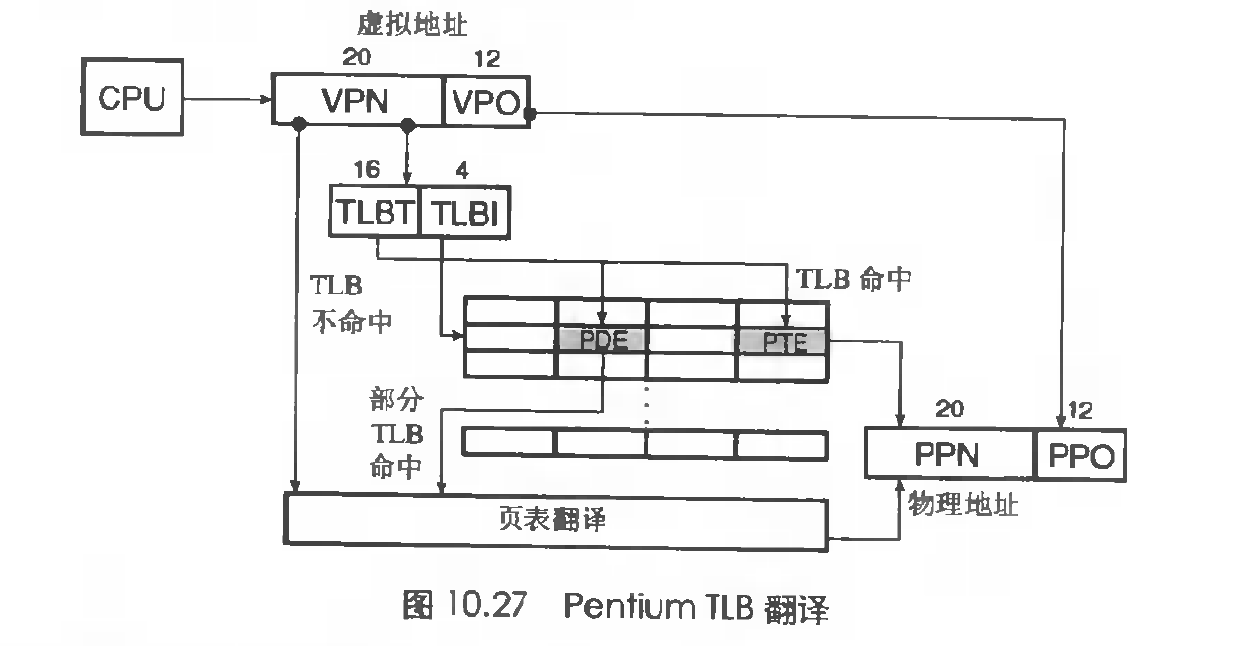 虚拟地址
20 12
CPU
VPN VPO
16 4
TLBT TLBI
TLB
不命中
TLB 命中
PDE PTE
部分
TLB
命中
20 12
PPN PPO
物理地址
页表翻译
图 10.27 Pentium TLB 翻译